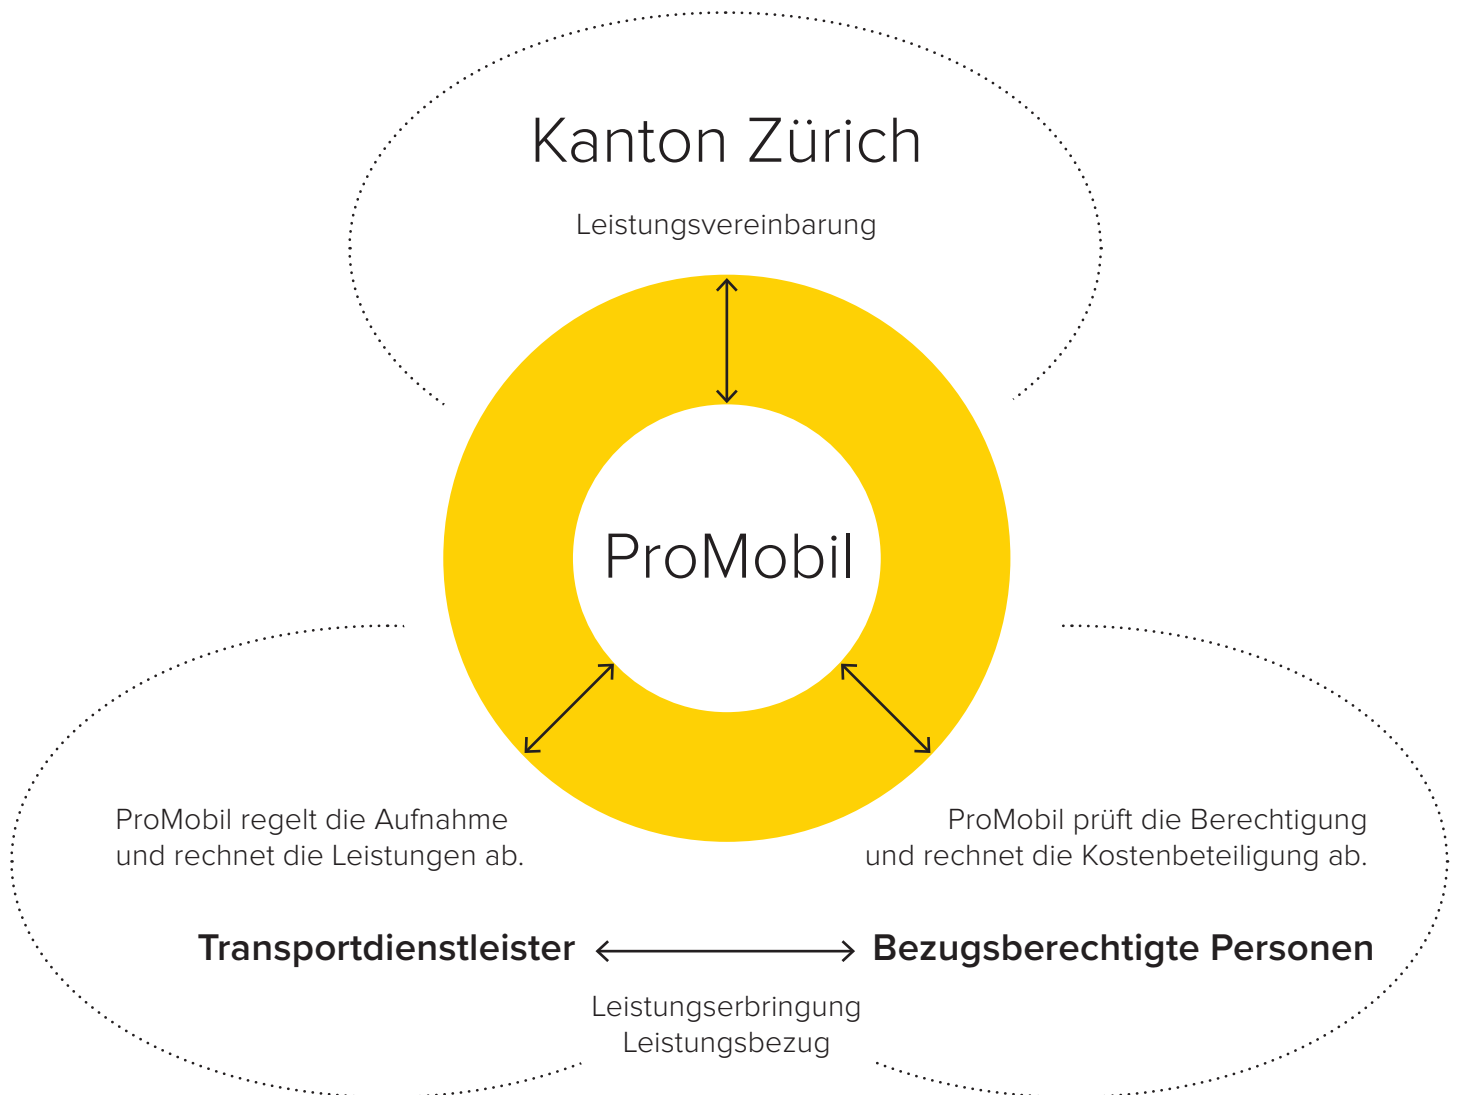 Kanton Zürich
Leistungsvereinbarung
ProMobil
ProMobil regelt die Aufnahme
und rechnet die Leistungen ab.
ProMobil prüft die Berechtigung
und rechnet die Kostenbeteiligung ab.
Transportdienstleister
Bezugsberechtigte Personen
Leistungserbringung
Leistungsbezug